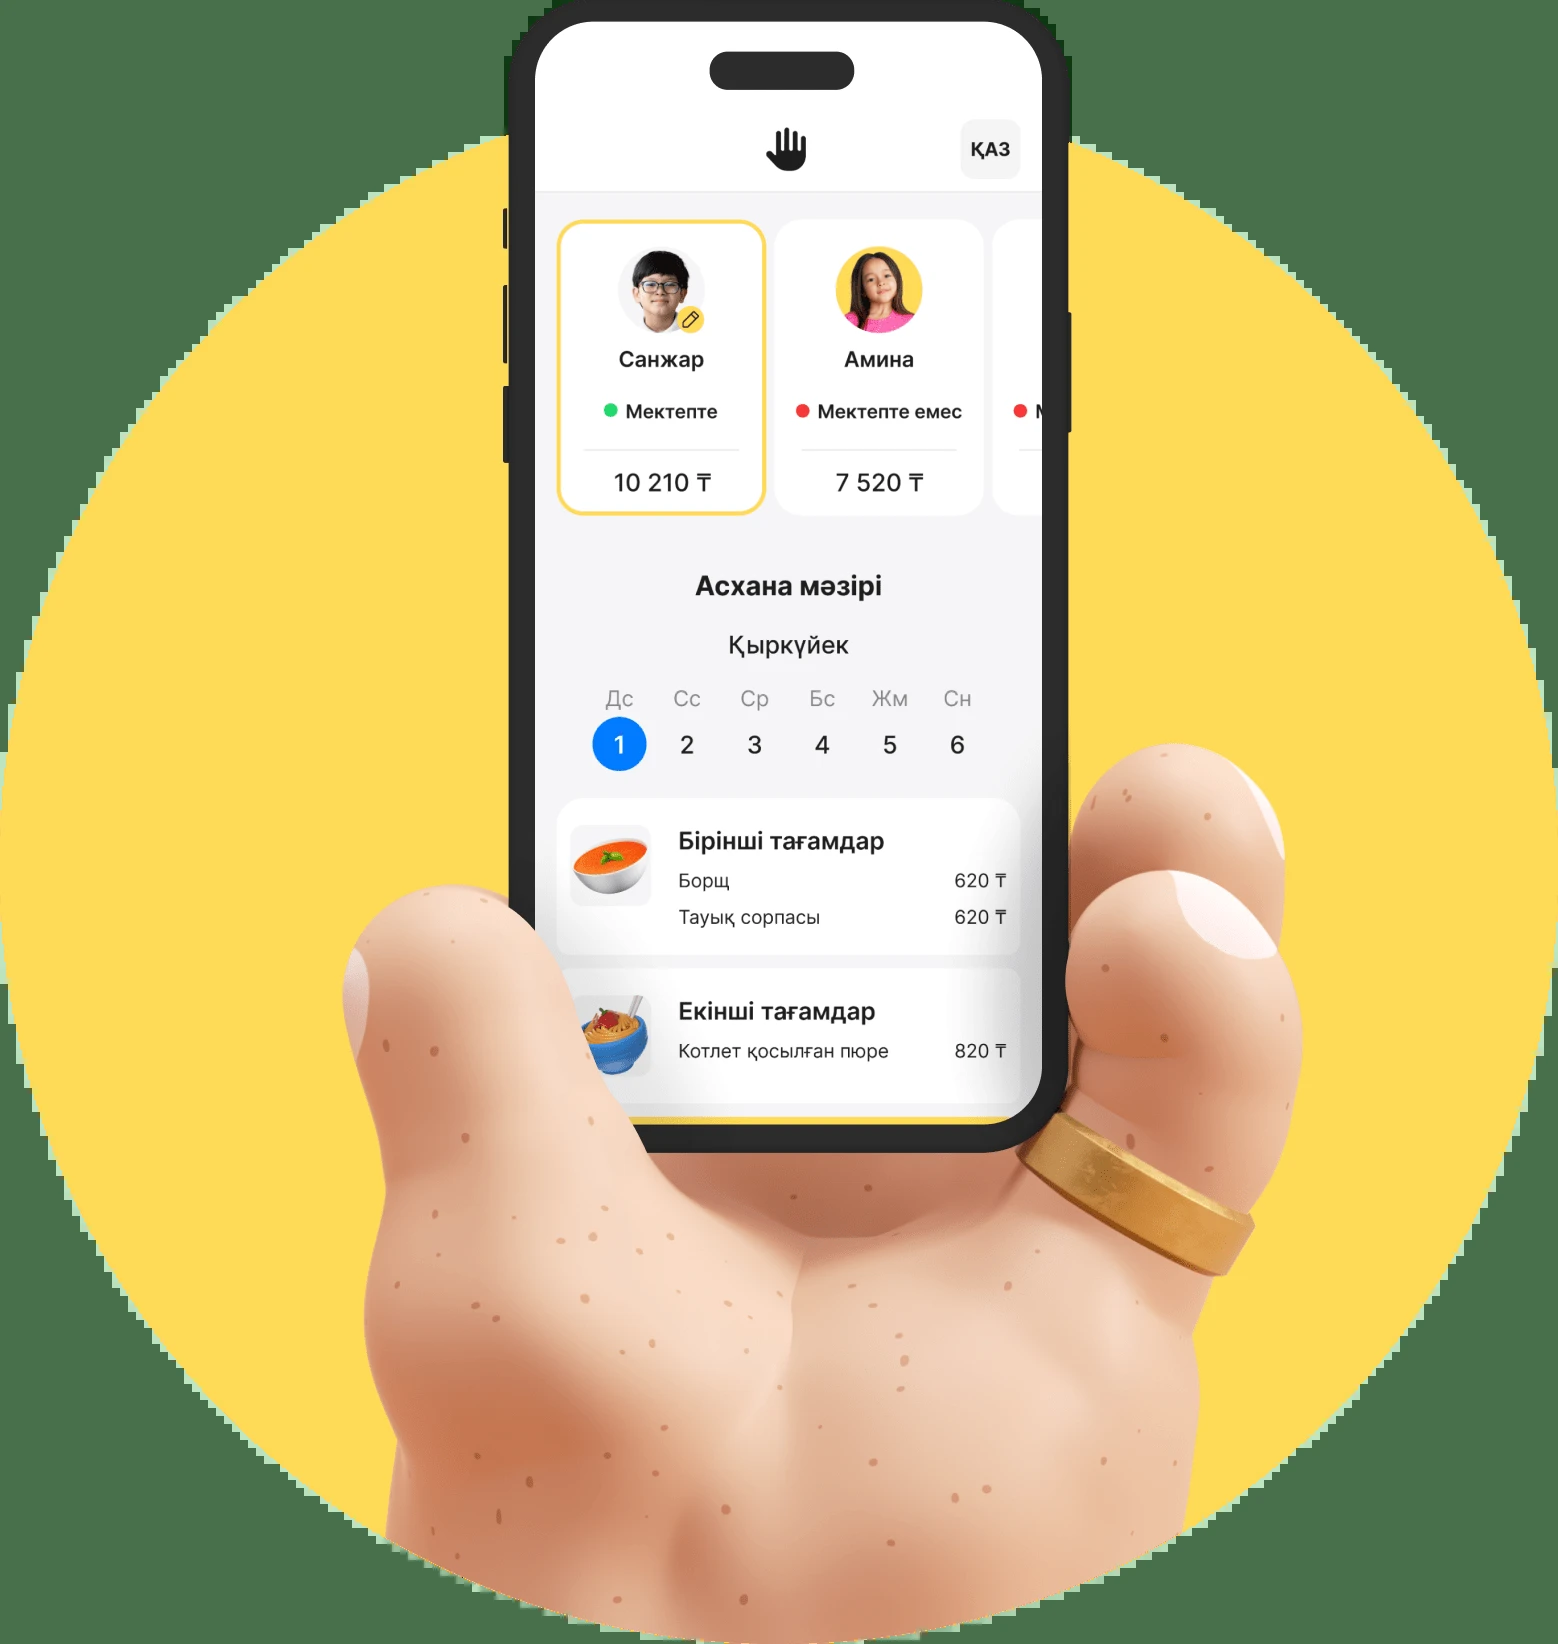 ҚАЗ
Санжар
Амина
Мектепте
Мектепте емес
10 210 ₸
7 520 ₸
Асхана мәзірі
Қыркүйек
Дс Сс Ср Бс Жм Сн
1 2 3 4 5 6
Бірінші тағамдар
Борщ 620 ₸
Тауық сорпасы 620 ₸
Екінші тағамдар
Котлет қосылған пюре 820 ₸